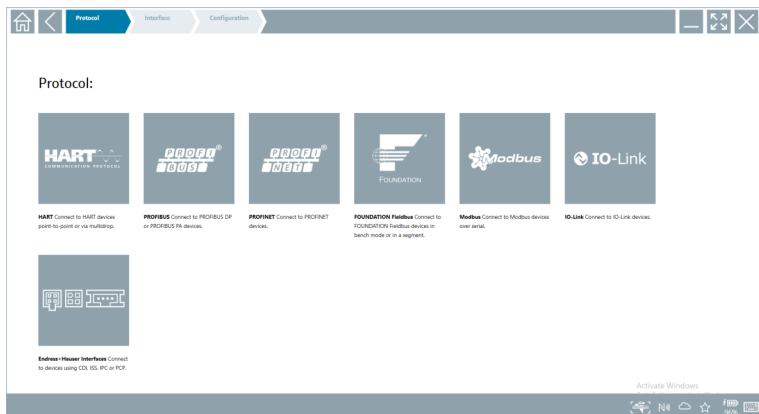 Protocol
Interface
Configuration
Protocol:
HART
COMMUNICATION PROTOCOL
PROFI®
BUS
PROFI®
NET
FOUNDATION
Modbus
IO-Link
HART Connect to HART devices
point-to-point or via multidrop.
PROFIBUS Connect to PROFIBUS DP
or PROFIBUS PA devices.
PROFINET Connect to PROFINET
devices.
FOUNDATION Fieldbus Connect to
FOUNDATION Fieldbus devices in
bench mode or in a segment.
Modbus Connect to Modbus devices
over serial.
IO-Link Connect to IO-Link devices.
Endress+Hauser Interfaces Connect
to devices using CDI, ISS, IPC or PCP.
Activate Windows
96%